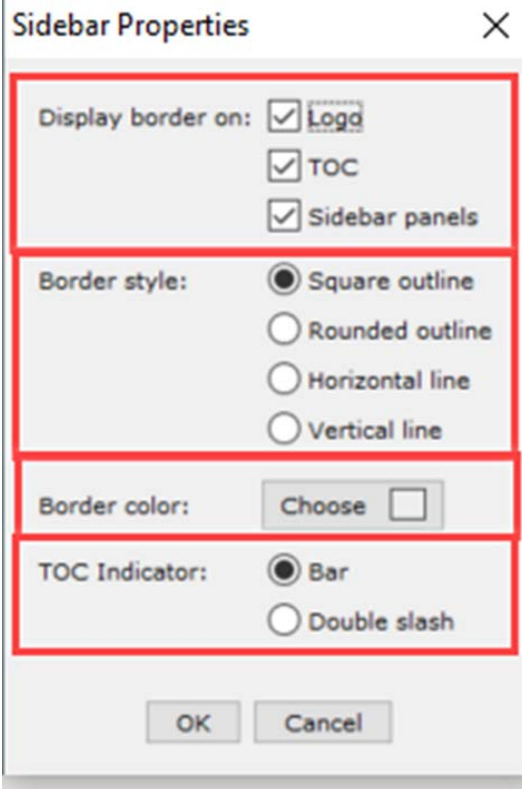 Sidebar Properties
Display border on: Logo
TOC
Sidebar panels
Border style: Square outline
Rounded outline
Horizontal line
Vertical line
Border color: Choose
TOC Indicator: Bar
Double slash
OK Cancel